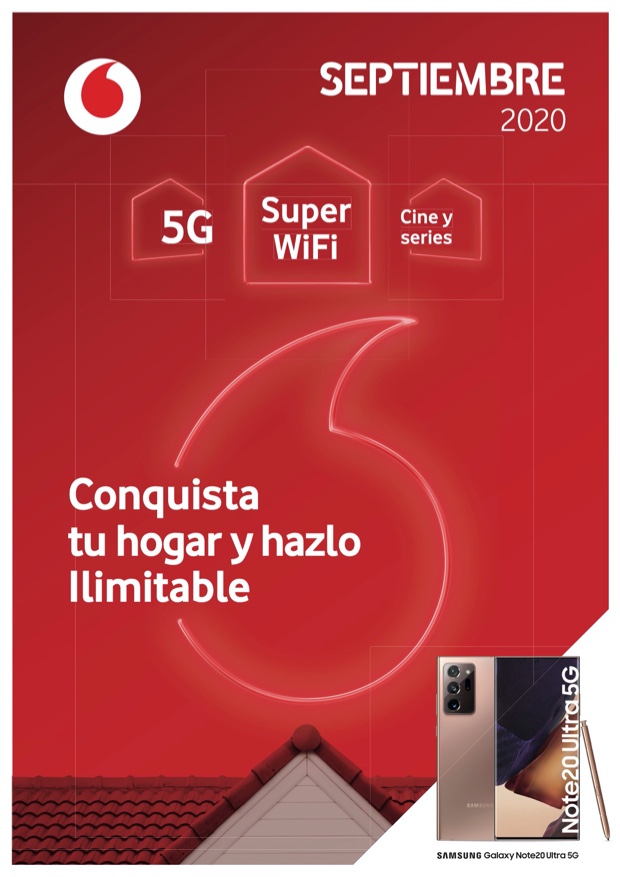 SEPTIEMBRE
2020
5G
Super
WiFi
Cine y
series
Conquista
tu hogar y hazlo
Ilimitable
SAMSUNG
Note20 Ultra 5G
SAMSUNG Galaxy Note20 Ultra 5G